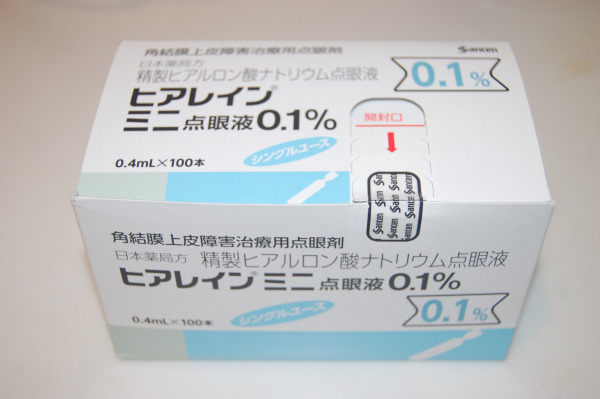 角結膜上皮障害治療用点眼剤
Santen
日本薬局方
精製ヒアルロン酸ナトリウム点眼液
0.1%
ヒアレイン®
ミニ点眼液0.1%
開封口
シングルユース
0.4mL×100本
Santen Santen Santen
角結膜上皮障害治療用点眼剤
日本薬局方 精製ヒアルロン酸ナトリウム点眼液
ヒアレイン®ミニ点眼液0.1%
0.4mL×100本
シングルユース
0.1%